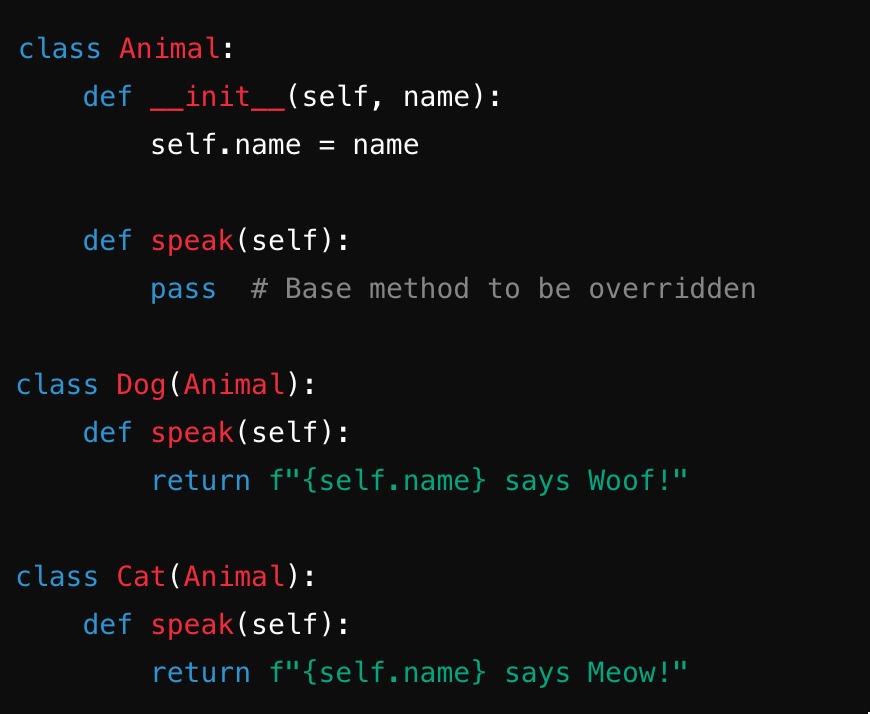 class Animal:
    def __init__(self, name):
        self.name = name

    def speak(self):
        pass  # Base method to be overridden

class Dog(Animal):
    def speak(self):
        return f"{self.name} says Woof!"

class Cat(Animal):
    def speak(self):
        return f"{self.name} says Meow!"